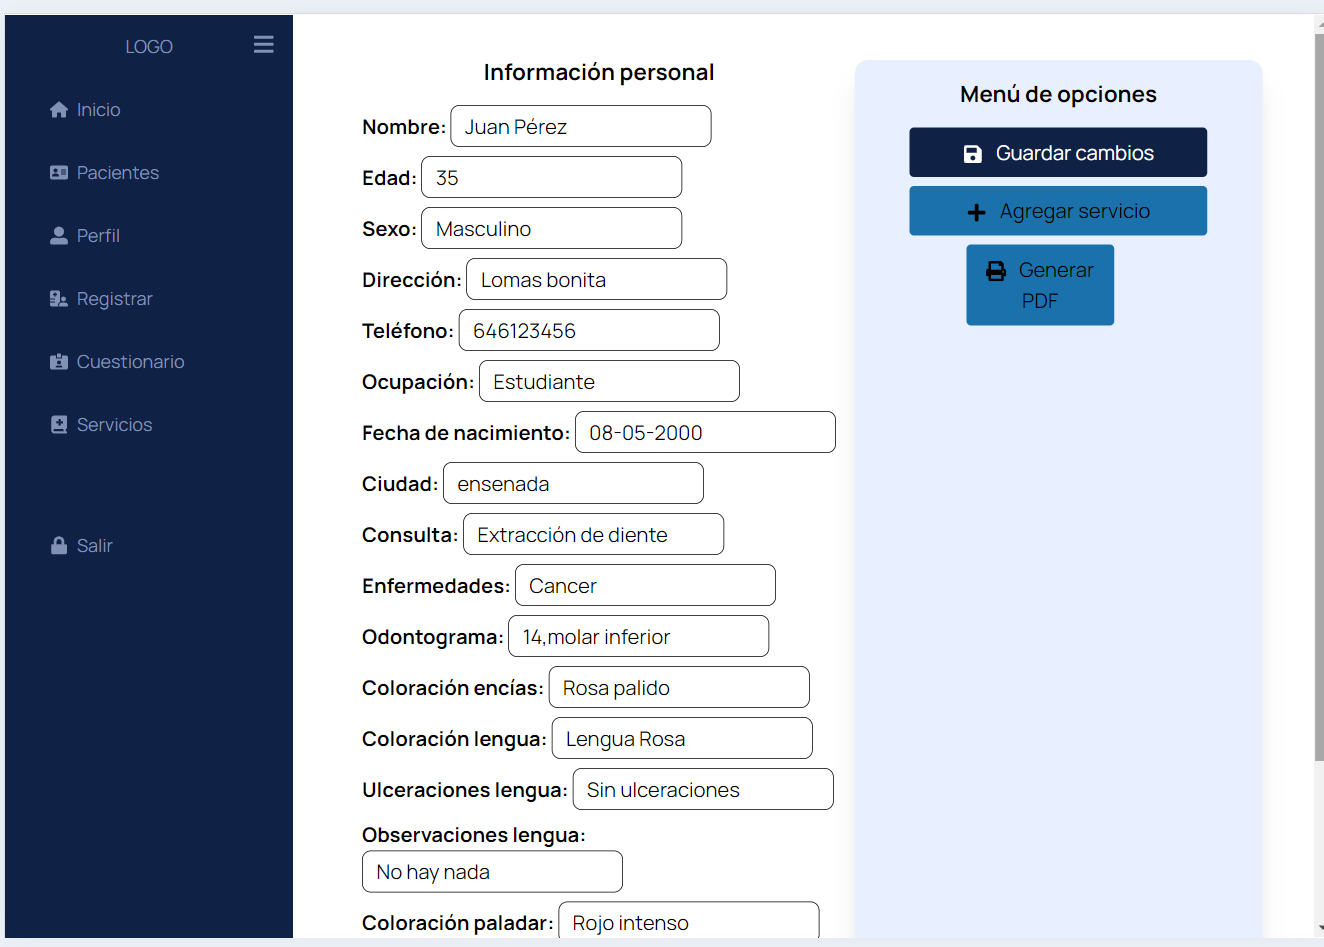 LOGO
Inicio
Pacientes
Perfil
Registrar
Cuestionario
Servicios
Salir
Información personal
Nombre: Juan Pérez
Edad: 35
Sexo: Masculino
Dirección: Lomas bonita
Teléfono: 646123456
Ocupación: Estudiante
Fecha de nacimiento: 08-05-2000
Ciudad: ensenada
Consulta: Extracción de diente
Enfermedades: Cancer
Odontograma: 14,molar inferior
Coloración encías: Rosa palido
Coloración lengua: Lengua Rosa
Ulceraciones lengua: Sin ulceraciones
Observaciones lengua:
No hay nada
Coloración paladar: Rojo intenso
Menú de opciones
Guardar cambios
Agregar servicio
Generar
PDF